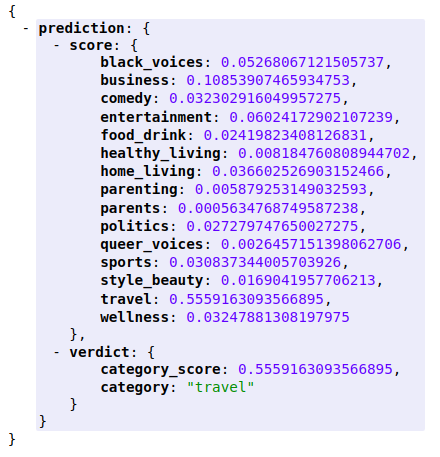 {
- prediction: {
- score: {
black_voices: 0.05268067121505737,
business: 0.10853907465934753,
comedy: 0.032302916049957275,
entertainment: 0.06024172902107239,
food_drink: 0.02419823408126831,
healthy_living: 0.008184760808944702,
home_living: 0.036602526903152466,
parenting: 0.005879253149032593,
parents: 0.0005634768749587238,
politics: 0.027279747650027275,
queer_voices: 0.0026457151398062706,
sports: 0.030837344005703926,
style_beauty: 0.0169041957706213,
travel: 0.5559163093566895,
wellness: 0.03247881308197975
},
- verdict: {
category_score: 0.5559163093566895,
category: "travel"
}
}
}